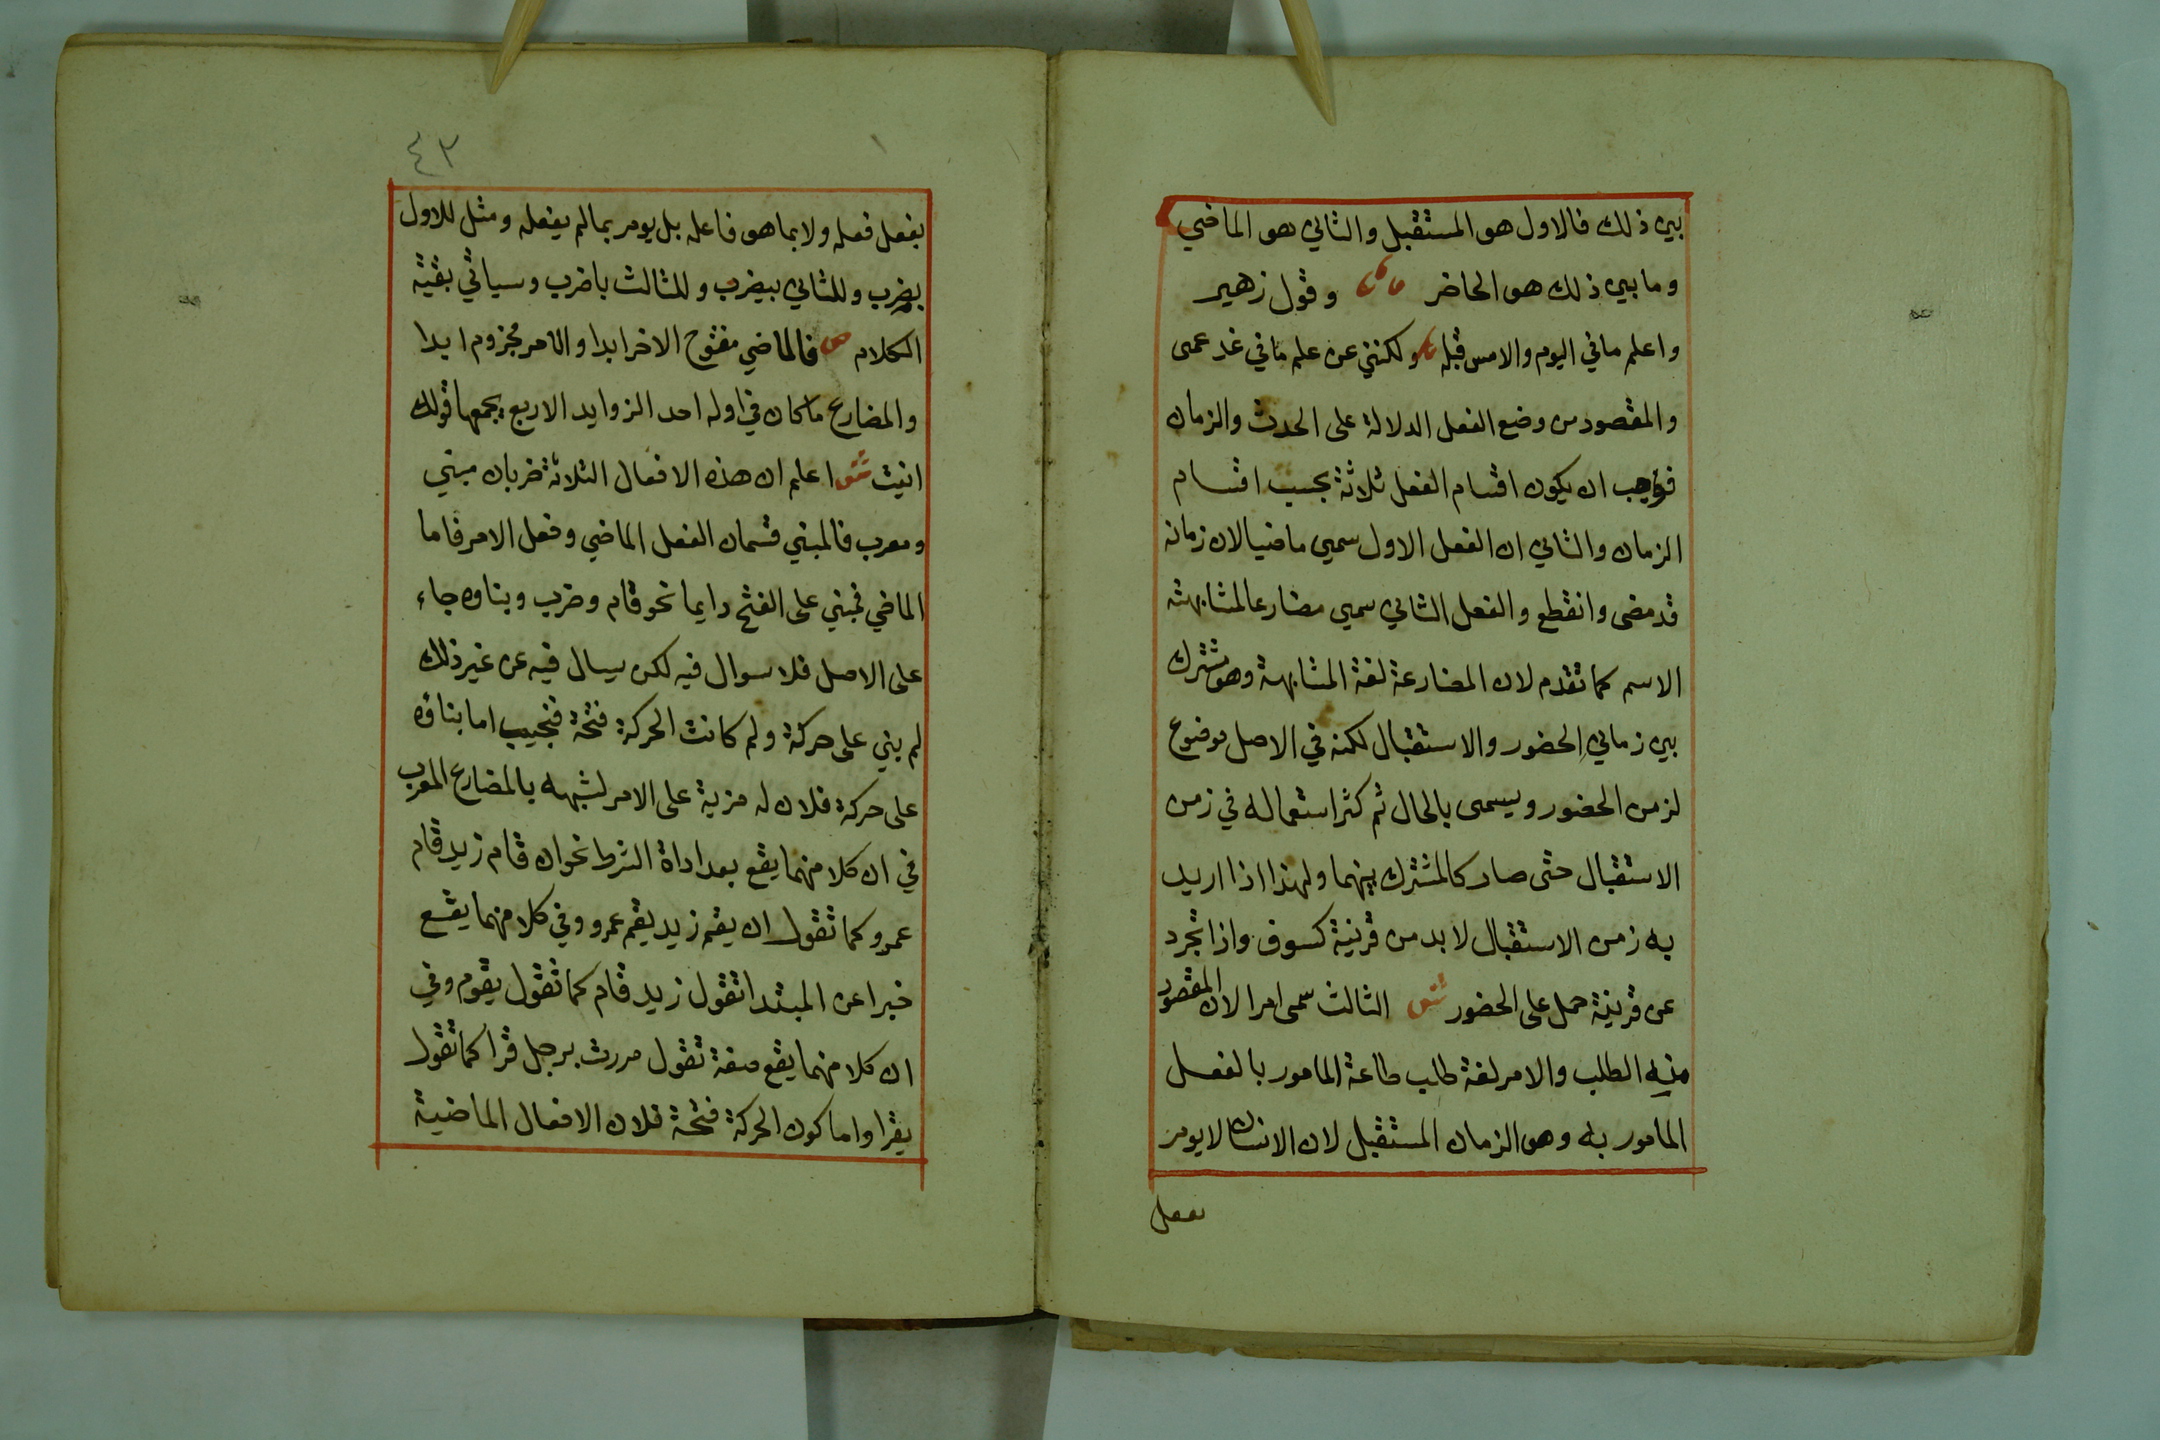 بين ذلك فالاول هو المستقبل والثاني هو الماضي
وما بين ذلك هو الحاضر وقول زهير
واعلم ما في اليوم والامس قبله ولكنني عن علم ما في غد عمى
والمقصود من وضع الفعل الدلالة على الحدث والزمان
فوجب ان يكون اقسام الفعل ثلاثة بحسب اقسام
الزمان والثاني ان الفعل الاول سمي ماضيا لان زمانه
قد مضى وانقطع والفعل الثاني سمي مضارعا لمشابهته
الاسم كما تقدم لان المضارعة لغة المشابهة وهو مشترك
بين زماني الحضور والاستقبال لكنه في الاصل موضوع
لزمن الحضور ويسمى بالحال ثم كثر استعماله في زمن
الاستقبال حتى صار كالمشترك بينهما ولهذا اذا اريد
به زمن الاستقبال لا بد من قرينة كسوف واذا تجرد
عن قرينة حمل على الحضور ش الثالث سمى امرا لان المقصود
منه الطلب والامر لغة طلب طاعة المامور بالفعل
المامور به وهو الزمان المستقبل لان الانسان لا يومر
بفعل
٤٣
بفعل فعله ولا بما هو فاعله بل يومر بما لم يفعله ومثل للاول
بضرب وللثاني بيضرب وللثالث باضرب وسياتي بقية
الكلام ص فالماضي مفتوح الاخر ابدا والامر مجزوم ابدا
والمضارع ما كان في اوله احد الزوايد الاربع يجمعها قولك
انيت ش اعلم ان هذه الافعال الثلاثة ضربان مبني
ومعرب فالمبني قسمان الفعل الماضي وفعل الامر فاما
الماضي فمبني على الفتح دايما نحو قام وضرب وبناوه جاء
على الاصل فلا سوال فيه لكن يسال فيه عن غير ذلك
لم بني على حركة ولم كانت الحركة فتحة فنجيب اما بناؤه
على حركة فلان له مزية على الامر لشبهه بالمضارع المعرب
في ان كلا منهما يقع بعد اداة الشرط نحو ان قام زيد قام
عمرو كما تقول ان يقم زيد يقم عمرو وفي كلا منهما يقع
خبرا عن المبتدا تقول زيد قام كما تقول يقوم وفي
ان كلا منهما يقع صفة تقول مررت برجل قرا كما تقول
يقرا واما كون الحركة فتحة فلان الافعال الماضية